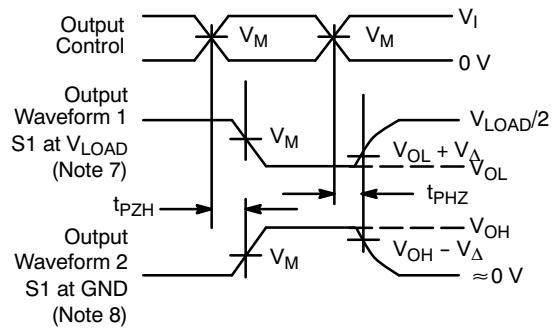 Output
Control
V_M
V_M
V_I
0 V
Output
Waveform 1
S1 at V_LOAD
(Note 7)
V_M
V_LOAD/2
V_OL + V_Δ
V_OL
t_PZH
t_PHZ
Output
Waveform 2
S1 at GND
(Note 8)
V_M
V_OH
V_OH − V_Δ
≈0 V